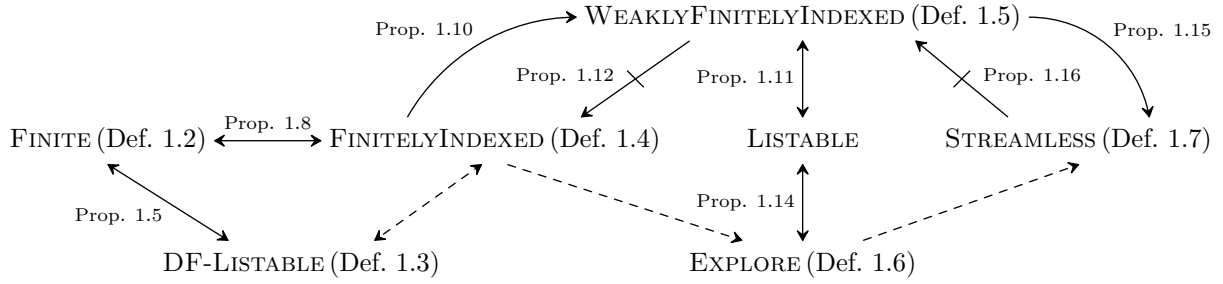 WEAKLYFINITELYINDEXED (Def. 1.5)
Prop. 1.10
Prop. 1.15
Prop. 1.12
Prop. 1.11
Prop. 1.16
Prop. 1.8
FINITE (Def. 1.2)
FINITELYINDEXED (Def. 1.4)
LISTABLE
STREAMLESS (Def. 1.7)
Prop. 1.5
Prop. 1.14
DF-LISTABLE (Def. 1.3)
EXPLORE (Def. 1.6)